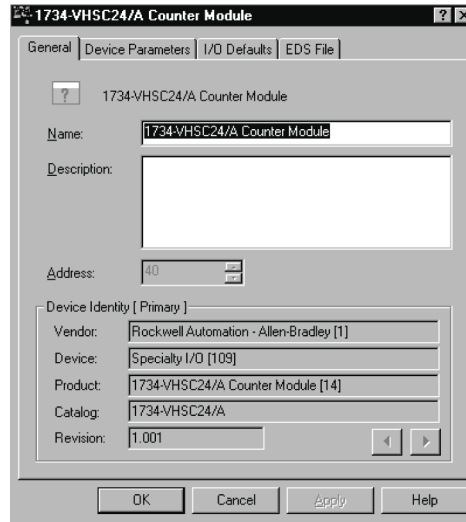 1734-VHSC24/A Counter Module
General Device Parameters I/O Defaults EDS File
1734-VHSC24/A Counter Module
Name: 1734-VHSC24/A Counter Module
Description:
Address: 40
Device Identity [ Primary ]
Vendor: Rockwell Automation - Allen-Bradley [1]
Device: Specialty I/O [109]
Product: 1734-VHSC24/A Counter Module [14]
Catalog: 1734-VHSC24/A
Revision: 1.001
OK Cancel Apply Help